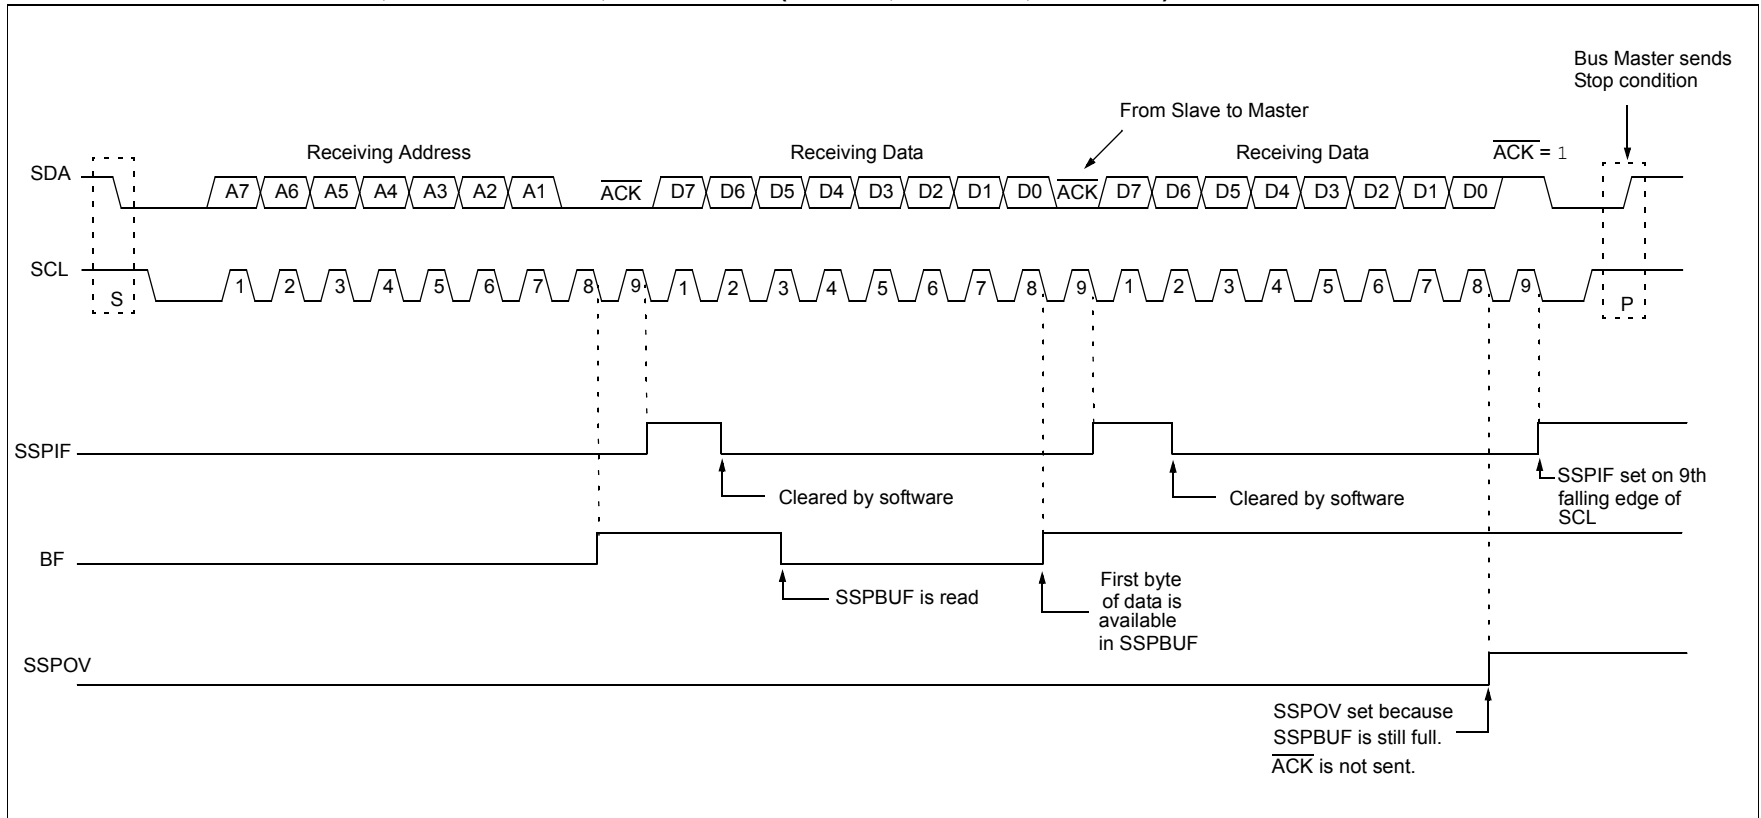 Bus Master sends
Stop condition
From Slave to Master
Receiving Address
Receiving Data
Receiving Data
ACK = 1
SDA
A7 A6 A5 A4 A3 A2 A1 ACK D7 D6 D5 D4 D3 D2 D1 D0 ACK D7 D6 D5 D4 D3 D2 D1 D0
SCL
S
1 2 3 4 5 6 7 8 9 1 2 3 4 5 6 7 8 9 1 2 3 4 5 6 7 8 9
P
SSPIF
Cleared by software
Cleared by software
SSPIF set on 9th
falling edge of
SCL
BF
SSPBUF is read
First byte
of data is
available
in SSPBUF
SSPOV
SSPOV set because
SSPBUF is still full.
ACK is not sent.